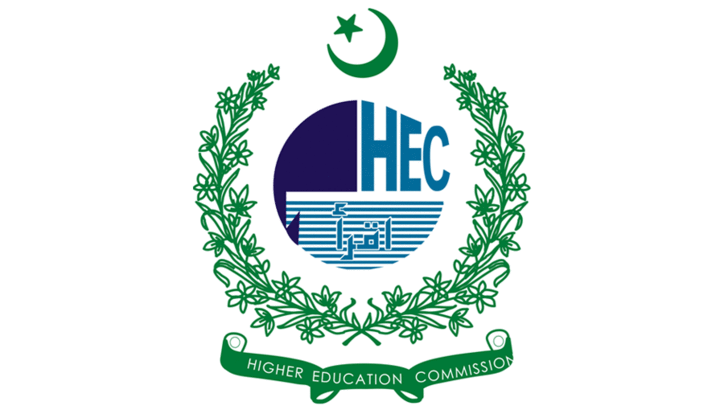 HEC
اقرأ
HIGHER EDUCATION COMMISSION